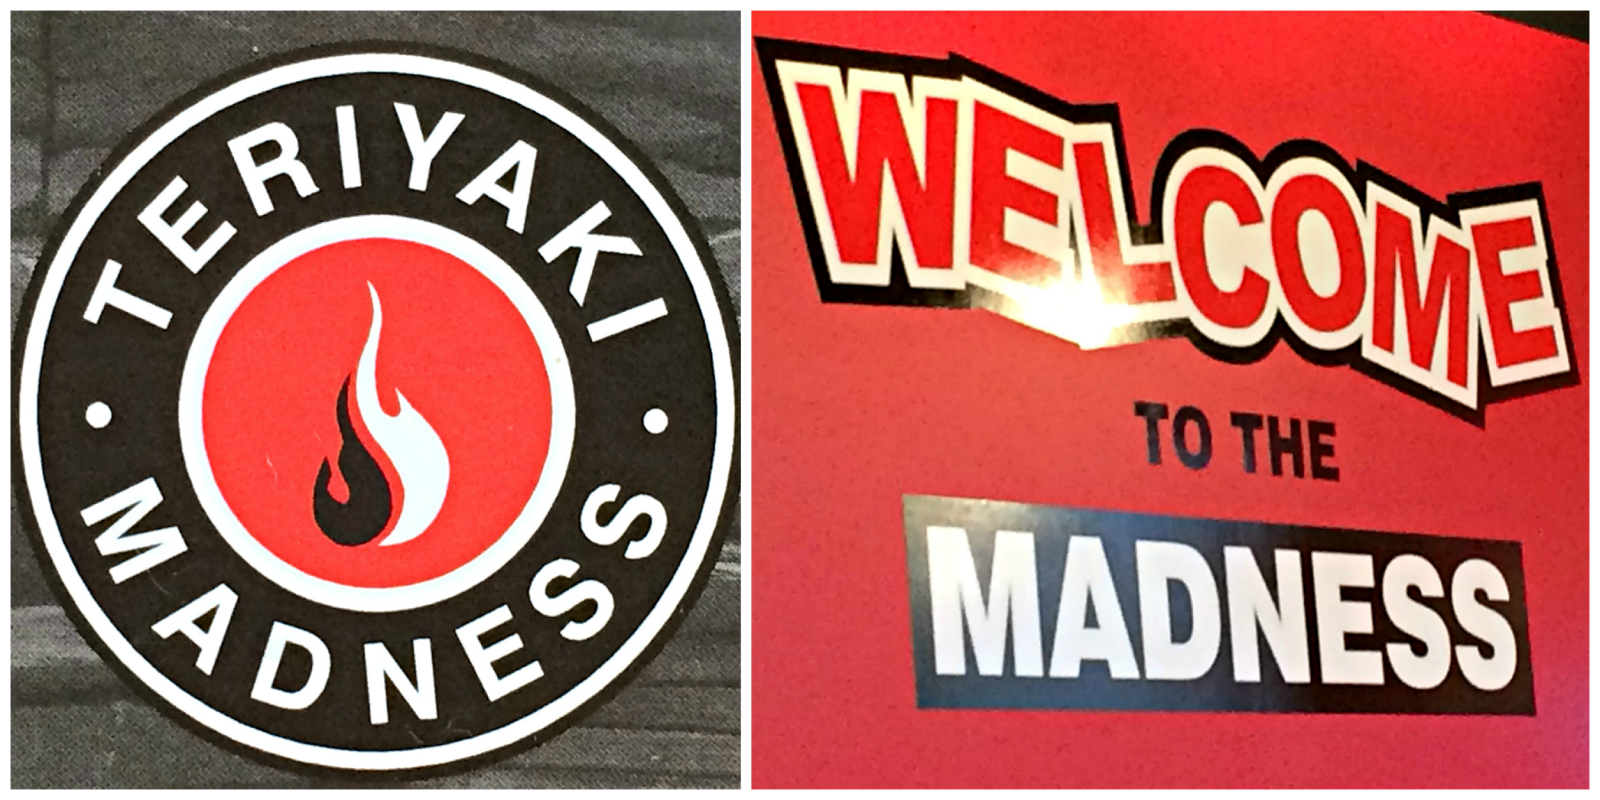 TERIYAKI
MADNESS
WELCOME
TO THE
MADNESS